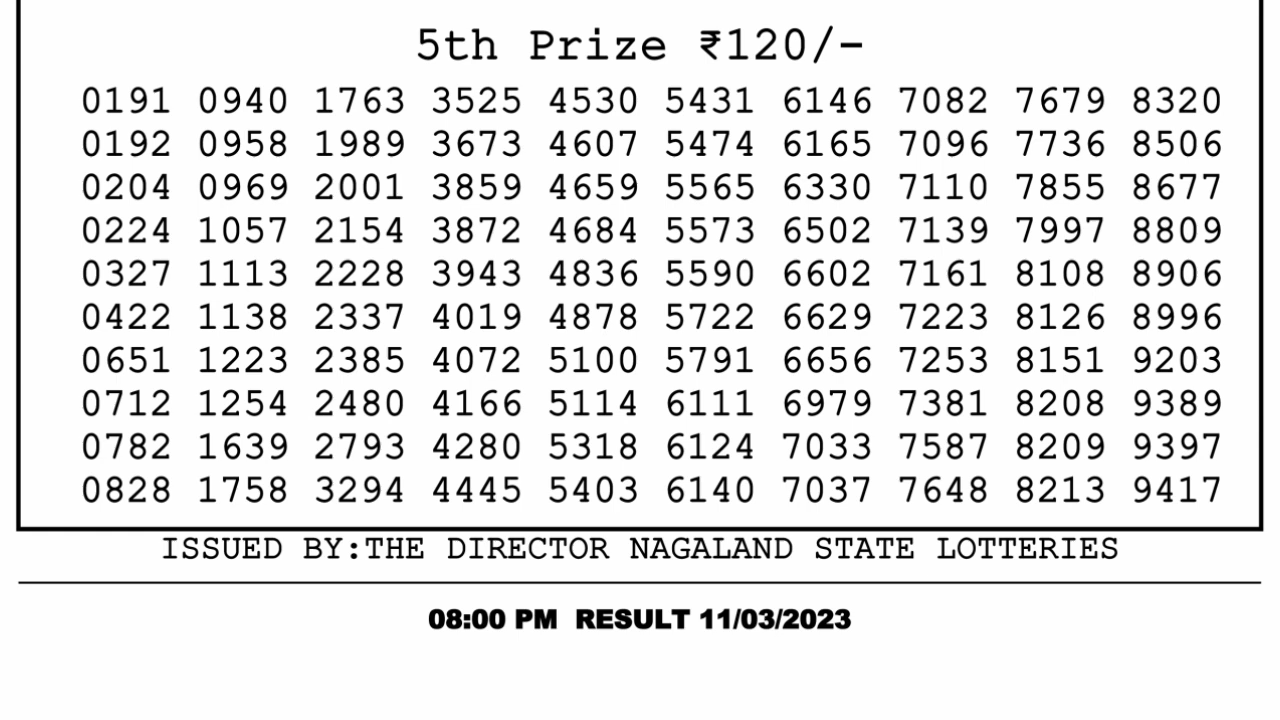 5th Prize ₹120/-
0191 0940 1763 3525 4530 5431 6146 7082 7679 8320
0192 0958 1989 3673 4607 5474 6165 7096 7736 8506
0204 0969 2001 3859 4659 5565 6330 7110 7855 8677
0224 1057 2154 3872 4684 5573 6502 7139 7997 8809
0327 1113 2228 3943 4836 5590 6602 7161 8108 8906
0422 1138 2337 4019 4878 5722 6629 7223 8126 8996
0651 1223 2385 4072 5100 5791 6656 7253 8151 9203
0712 1254 2480 4166 5114 6111 6979 7381 8208 9389
0782 1639 2793 4280 5318 6124 7033 7587 8209 9397
0828 1758 3294 4445 5403 6140 7037 7648 8213 9417
ISSUED BY:THE DIRECTOR NAGALAND STATE LOTTERIES
08:00 PM RESULT 11/03/2023